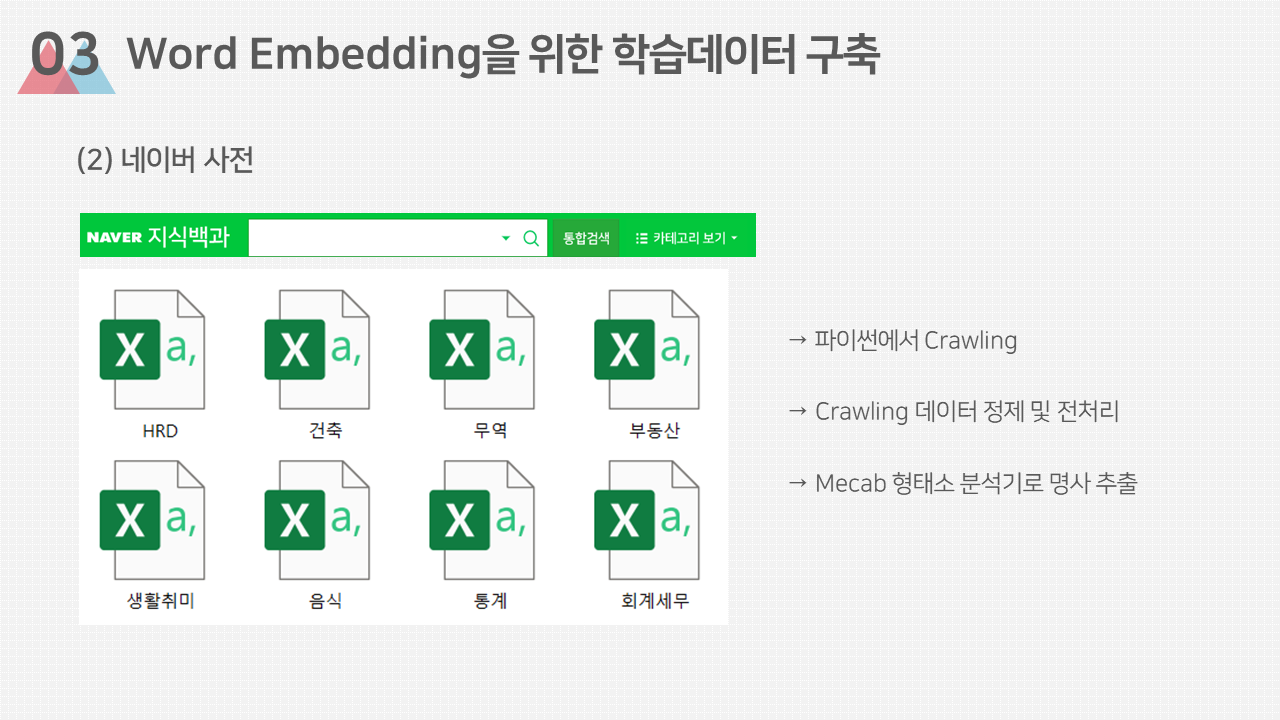 03 Word Embedding을 위한 학습데이터 구축
(2) 네이버 사전
NAVER 지식백과 통합검색 카테고리 보기
X a, X a, X a, X a,
HRD 건축 무역 부동산
X a, X a, X a, X a,
생활취미 음식 통계 회계세무
→ 파이썬에서 Crawling
→ Crawling 데이터 정제 및 전처리
→ Mecab 형태소 분석기로 명사 추출